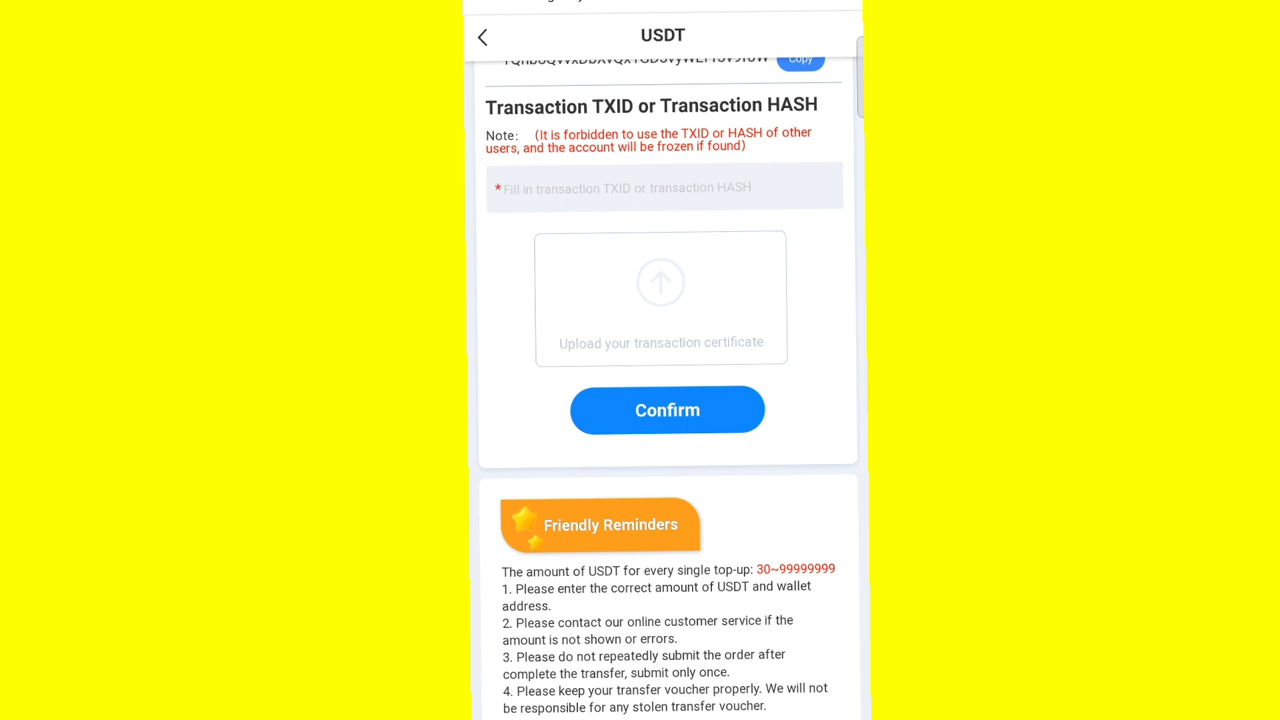 USDT
Copy
Transaction TXID or Transaction HASH
Note: (It is forbidden to use the TXID or HASH of other
users, and the account will be frozen if found)
* Fill in transaction TXID or transaction HASH
Upload your transaction certificate
Confirm
Friendly Reminders
The amount of USDT for every single top-up: 30~99999999
1. Please enter the correct amount of USDT and wallet
address.
2. Please contact our online customer service if the
amount is not shown or errors.
3. Please do not repeatedly submit the order after
complete the transfer, submit only once.
4. Please keep your transfer voucher properly. We will not
be responsible for any stolen transfer voucher.